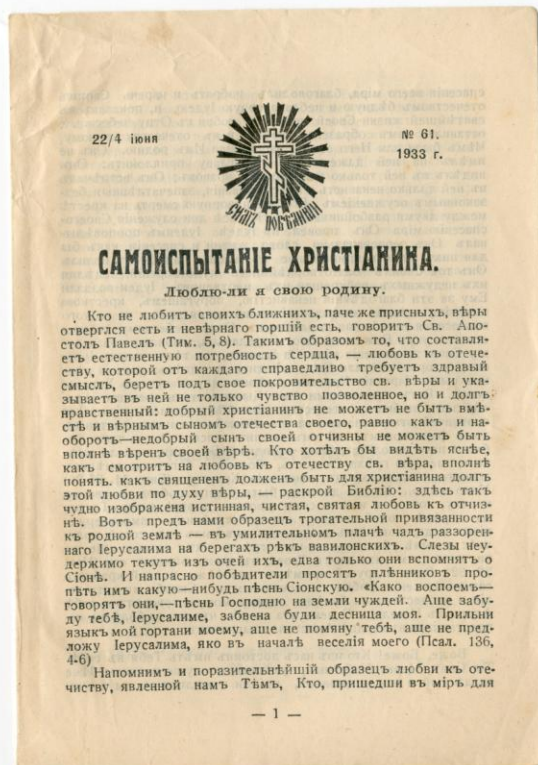 22/4 іюня
№ 61.
1933 г.
СИМЪ ПОБѢДИШИ
САМОИСПЫТАНІЕ ХРИСТІАНИНА.
Люблю-ли я свою родину.
Кто не любитъ своихъ ближнихъ, паче же присныхъ, вѣры
отверглся есть и невѣрнаго горшій есть, говоритъ Св. Апо-
столъ Павелъ (Тим. 5, 8). Такимъ образомъ то, что составля-
етъ естественную потребность сердца, — любовь къ отече-
ству, которой отъ каждаго справедливо требуетъ здравый
смыслъ, беретъ подъ свое покровительство св. вѣры и ука-
зываетъ въ ней не только чувство позволенное, но и долгъ
нравственный: добрый христіанинъ не можетъ не быть вмѣ-
стѣ и вѣрнымъ сыномъ отечества своего, равно какъ и на-
оборотъ—недобрый сынъ своей отчизны не можетъ быть
вполнѣ вѣренъ своей вѣрѣ. Кто хотѣлъ бы видѣть яснѣе,
какъ смотритъ на любовь къ отечеству св. вѣра, вполнѣ
понять. какъ священенъ долженъ быть для христіанина долгъ
этой любви по духу вѣры, — раскрой Библію: здѣсь такъ
чудно изображена истинная, чистая, святая любовь къ отчиз-
нѣ. Вотъ предъ нами образецъ трогательной привязанности
къ родной землѣ — въ умилительномъ плачѣ чадъ раззорен-
наго Іерусалима на берегахъ рѣкъ вавилонскихъ. Слезы неу-
держимо текутъ изъ очей ихъ, едва только они вспомнятъ о
Сіонѣ. И напрасно побѣдители просятъ плѣнниковъ про-
пѣть имъ какую—нибудь пѣснь Сіонскую. «Како воспоемъ—
говорятъ они,—пѣснь Господню на земли чуждей. Аще забу-
ду тебѣ, Іерусалиме, забвена буди десница моя. Прильпи
языкъ мой гортани моему, аще не помяну тебѣ, аще не пред-
ложу Іерусалима, яко въ началѣ веселія моего (Псал. 136,
4-6)
Напомнимъ и поразительнѣйшій образецъ любви къ оте-
чиству, явленной намъ Тѣмъ, Кто, пришедши въ міръ для
— 1 —